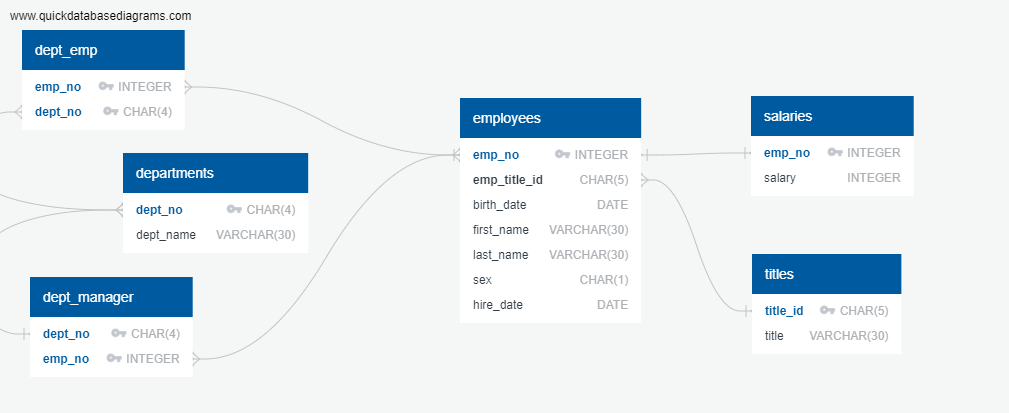 www.quickdatabasediagrams.com
dept_emp
emp_no INTEGER
dept_no CHAR(4)
departments
dept_no CHAR(4)
dept_name VARCHAR(30)
dept_manager
dept_no CHAR(4)
emp_no INTEGER
employees
emp_no INTEGER
emp_title_id CHAR(5)
birth_date DATE
first_name VARCHAR(30)
last_name VARCHAR(30)
sex CHAR(1)
hire_date DATE
salaries
emp_no INTEGER
salary INTEGER
titles
title_id CHAR(5)
title VARCHAR(30)